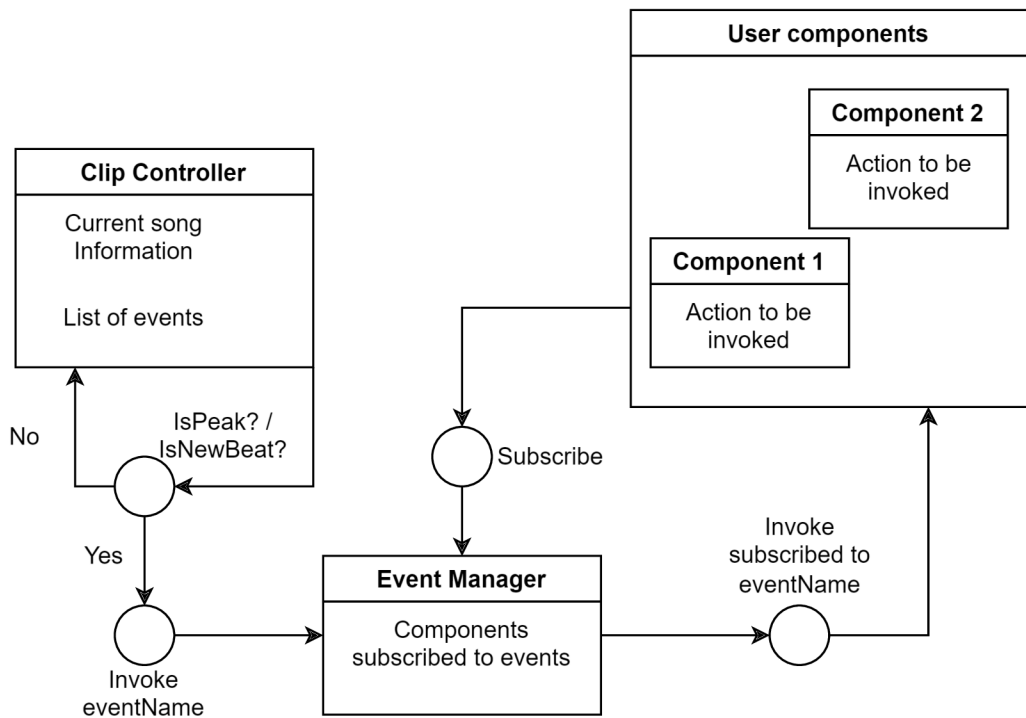 User components
Component 2
Action to be
invoked
Clip Controller
Current song
Information
List of events
Component 1
Action to be
invoked
No
IsPeak? /
IsNewBeat?
Subscribe
Yes
Event Manager
Components
subscribed to events
Invoke
subscribed to
eventName
Invoke
eventName